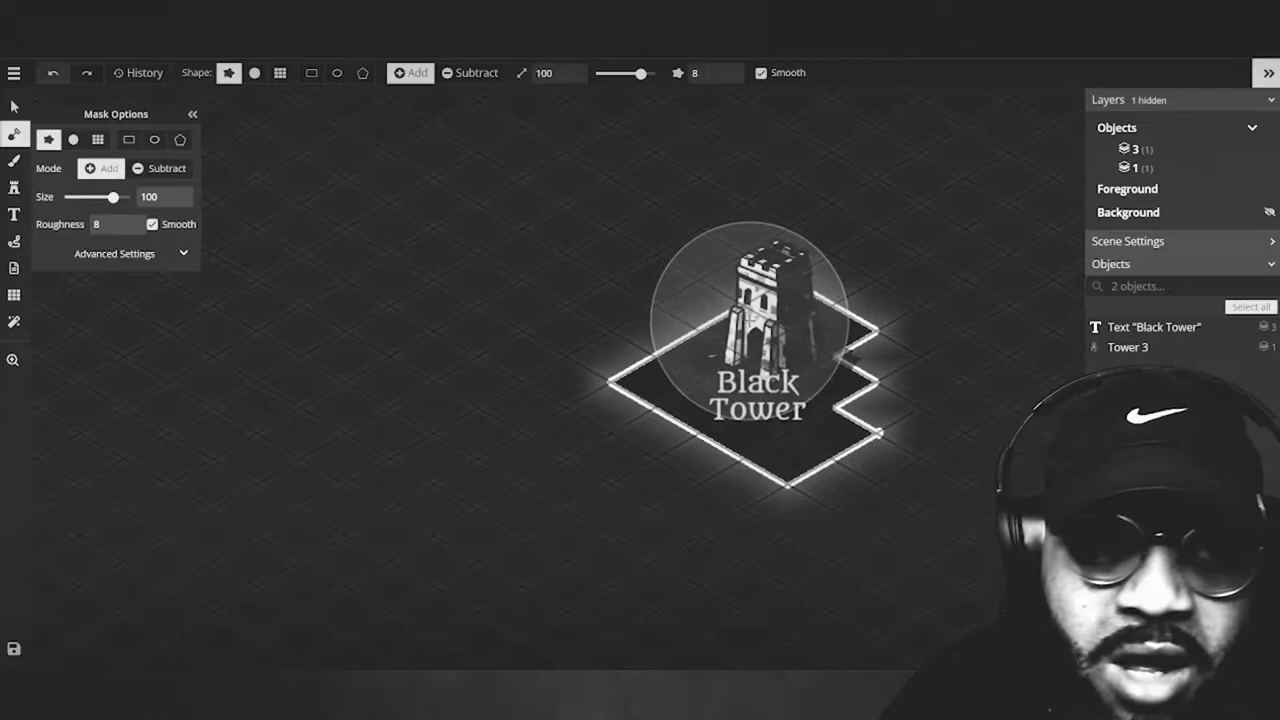 History
Shape:
Add
Subtract
100
8
Smooth
Mask Options
Mode
Add
Subtract
Size
100
Roughness
8
Smooth
Advanced Settings
T
Black
Tower
Layers 1 hidden
Objects
3 (1)
1 (1)
Foreground
Background
Scene Settings
Objects
2 objects...
Select all
T Text "Black Tower" 3
Tower 3 1